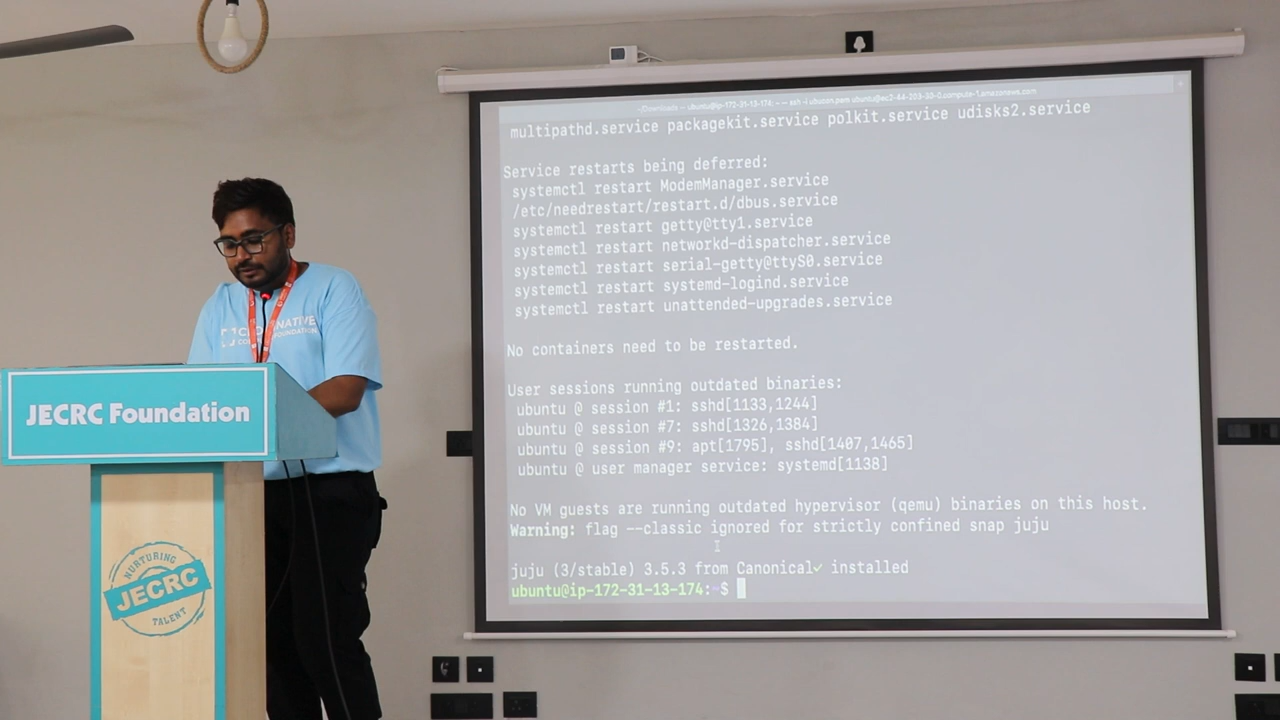 multipathd.service packagekit.service polkit.service udisks2.service
Service restarts being deferred:
systemctl restart ModemManager.service
/etc/needrestart/restart.d/dbus.service
systemctl restart getty@tty1.service
systemctl restart networkd-dispatcher.service
systemctl restart serial-getty@ttyS0.service
systemctl restart systemd-logind.service
systemctl restart unattended-upgrades.service
No containers need to be restarted.
User sessions running outdated binaries:
ubuntu @ session #1: sshd[1133,1244]
ubuntu @ session #7: sshd[1326,1384]
ubuntu @ session #9: apt[1795], sshd[1407,1465]
ubuntu @ user manager service: systemd[1138]
No VM guests are running outdated hypervisor (qemu) binaries on this host.
Warning: flag --classic ignored for strictly confined snap juju
juju (3/stable) 3.5.3 from Canonical✓ installed
ubuntu@ip-172-31-13-174:~$
NATIVE
FOUNDATION
JECRC Foundation
NURTURING
JECRC
TALENT